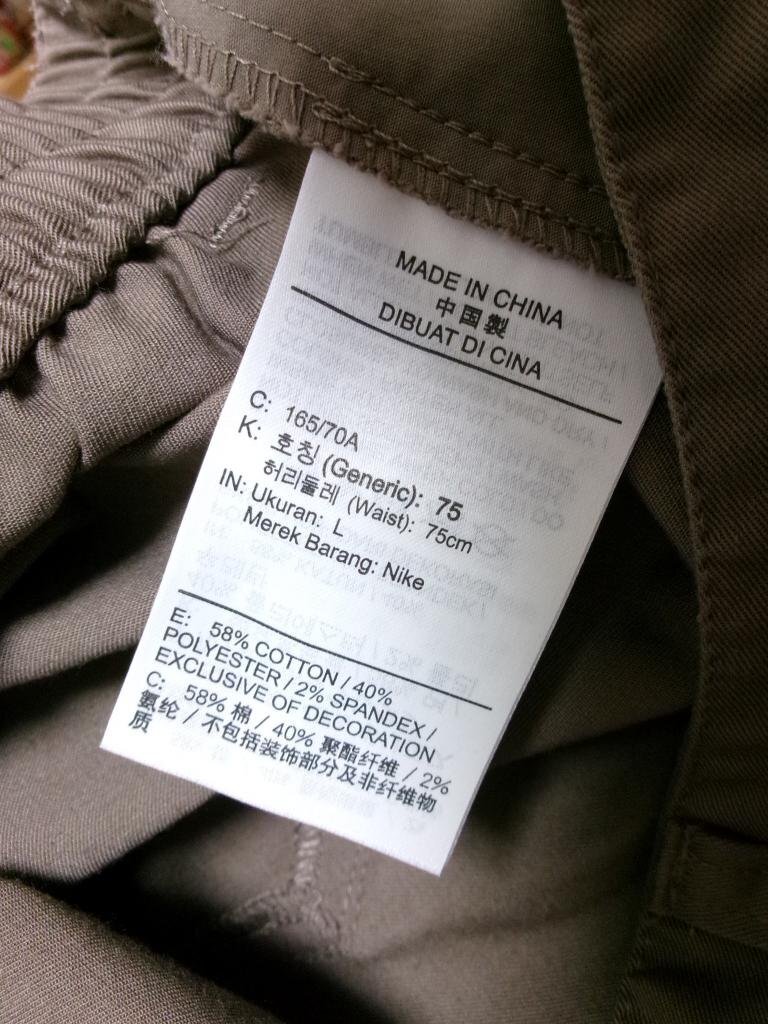 MADE IN CHINA
中国製
DIBUAT DI CINA
C: 165/70A
K: 호칭 (Generic): 75
허리둘레 (Waist): 75cm
IN: Ukuran: L
Merek Barang: Nike
E: 58% COTTON / 40%
POLYESTER / 2% SPANDEX /
EXCLUSIVE OF DECORATION
C: 58% 棉 / 40% 聚酯纤维 / 2%
氨纶 / 不包括装饰部分及非纤维物
质